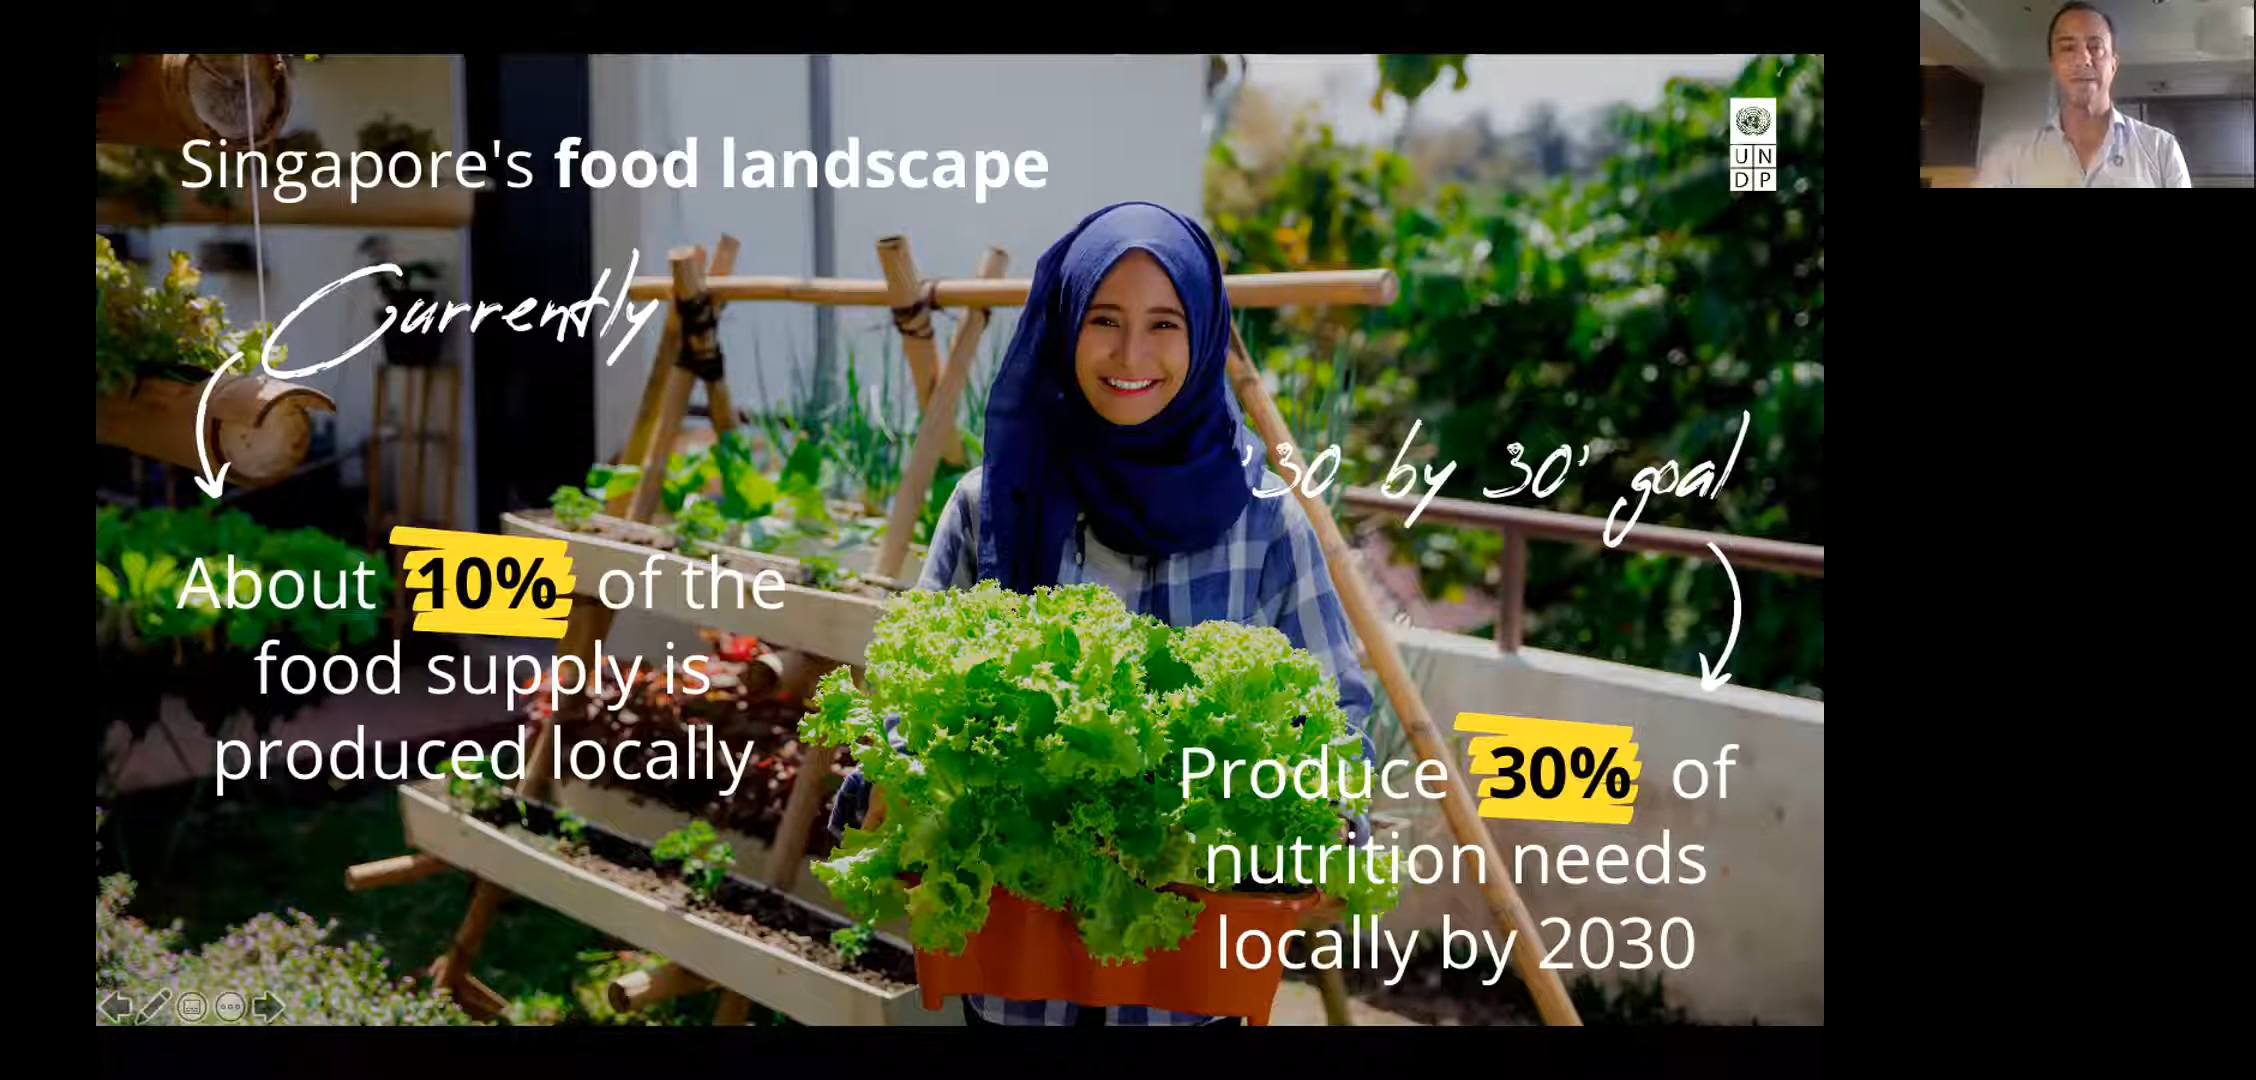 Singapore's food landscape
UN
DP
Currently
'30 by 30' goal
About 10% of the
food supply is
produced locally
Produce 30% of
nutrition needs
locally by 2030